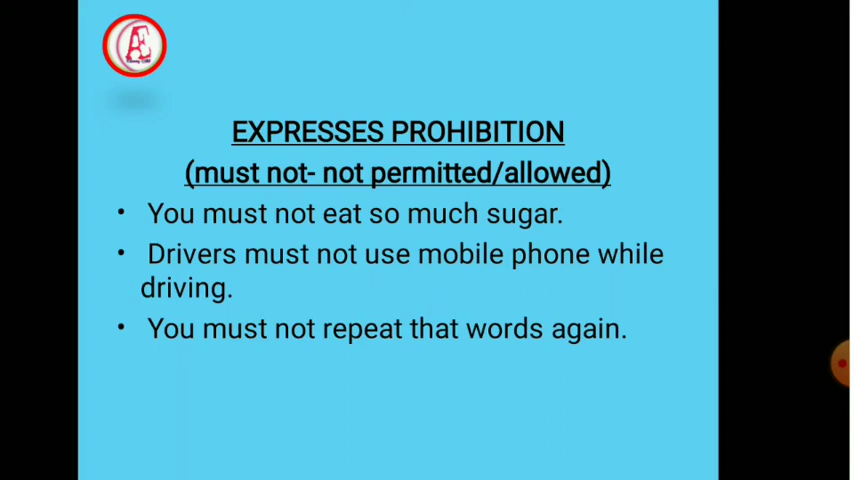 EXPRESSES PROHIBITION
(must not- not permitted/allowed)
• You must not eat so much sugar.
• Drivers must not use mobile phone while
driving.
• You must not repeat that words again.